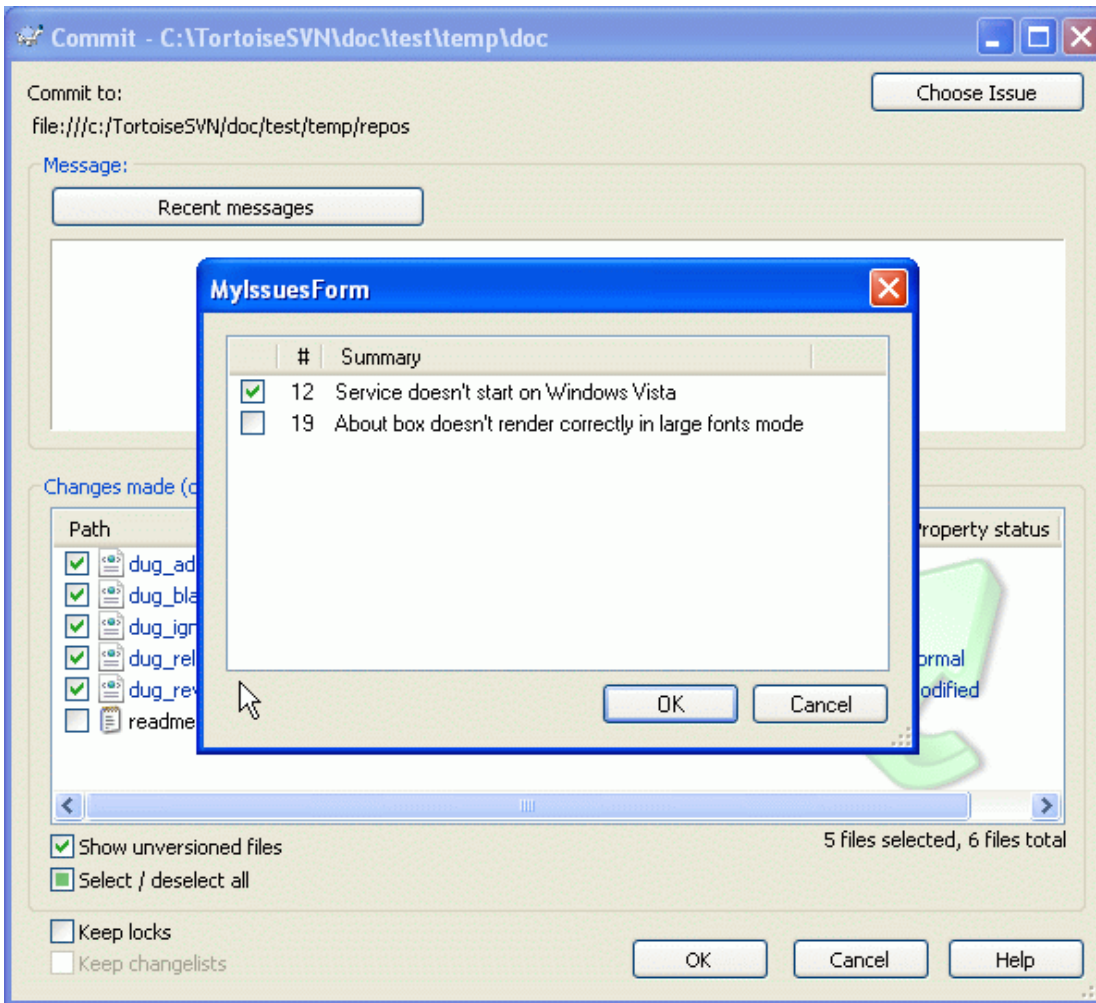 Commit - C:\TortoiseSVN\doc\test\temp\doc
Commit to:
Choose Issue
file:///c:/TortoiseSVN/doc/test/temp/repos
Message:
Recent messages
MyIssuesForm
# Summary
12 Service doesn't start on Windows Vista
19 About box doesn't render correctly in large fonts mode
OK Cancel
Changes made (
Path
roperty status
dug_ad
dug_bla
dug_ign
dug_rel
ormal
dug_rev
odified
readme
5 files selected, 6 files total
Show unversioned files
Select / deselect all
Keep locks
Keep changelists
OK Cancel Help